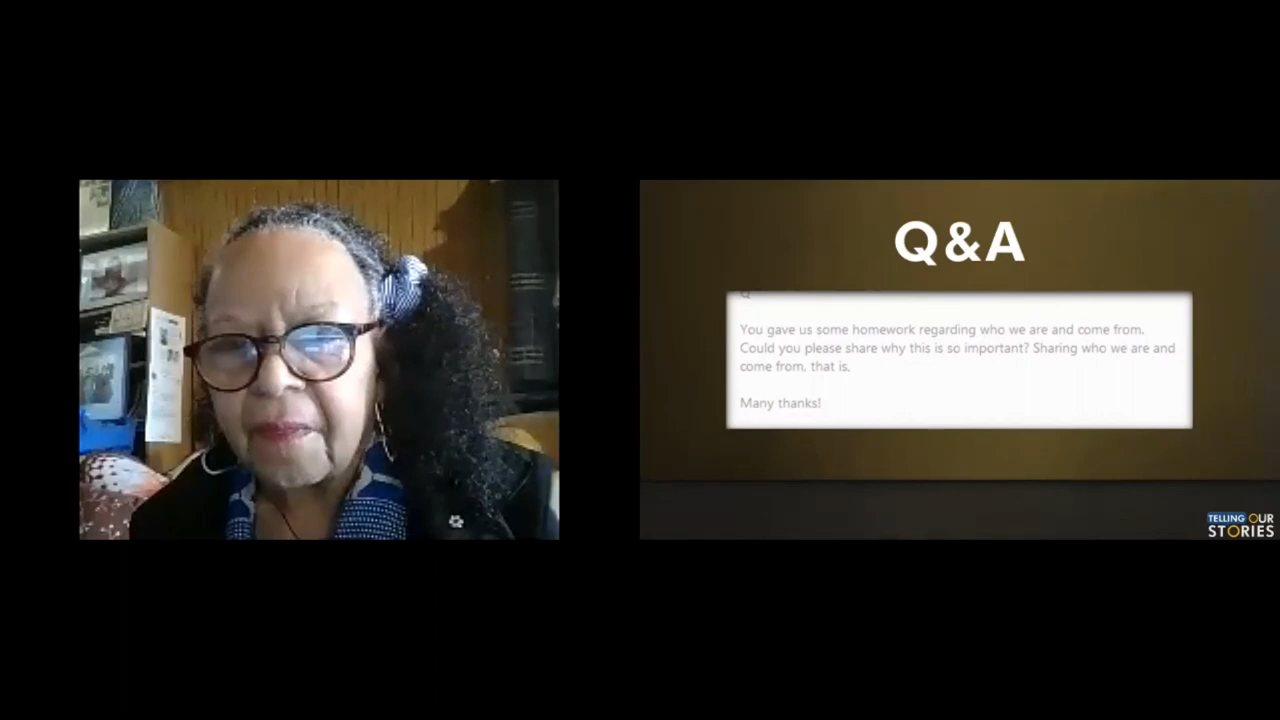 Q&A
You gave us some homework regarding who we are and come from.
Could you please share why this is so important? Sharing who we are and
come from, that is.
Many thanks!
TELLING OUR
STORIES